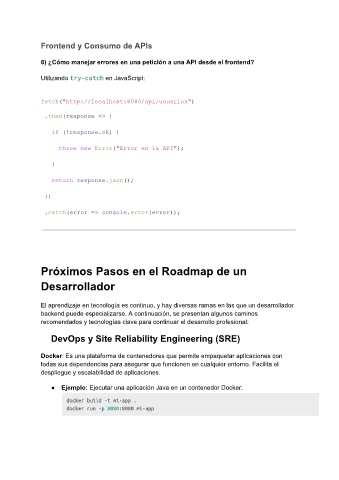 Frontend y Consumo de APIs
6) ¿Cómo manejar errores en una petición a una API desde el frontend?
Utilizando try-catch en JavaScript:
fetch("http://localhost:8080/api/usuarios")
.then(response => {
if (!response.ok) {
throw new Error("Error en la API");
}
return response.json();
})
.catch(error => console.error(error));
Próximos Pasos en el Roadmap de un
Desarrollador
El aprendizaje en tecnología es continuo, y hay diversas ramas en las que un desarrollador
backend puede especializarse. A continuación, se presentan algunos caminos
recomendados y tecnologías clave para continuar el desarrollo profesional:
DevOps y Site Reliability Engineering (SRE)
Docker: Es una plataforma de contenedores que permite empaquetar aplicaciones con
todas sus dependencias para asegurar que funcionen en cualquier entorno. Facilita el
despliegue y escalabilidad de aplicaciones.
● Ejemplo: Ejecutar una aplicación Java en un contenedor Docker:
docker build -t mi-app .
docker run -p 8080:8080 mi-app